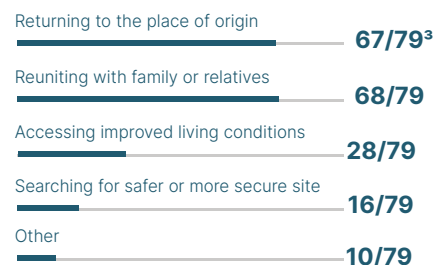 Returning to the place of origin
67/79³
Reuniting with family or relatives
68/79
Accessing improved living conditions
28/79
Searching for safer or more secure site
16/79
Other
10/79